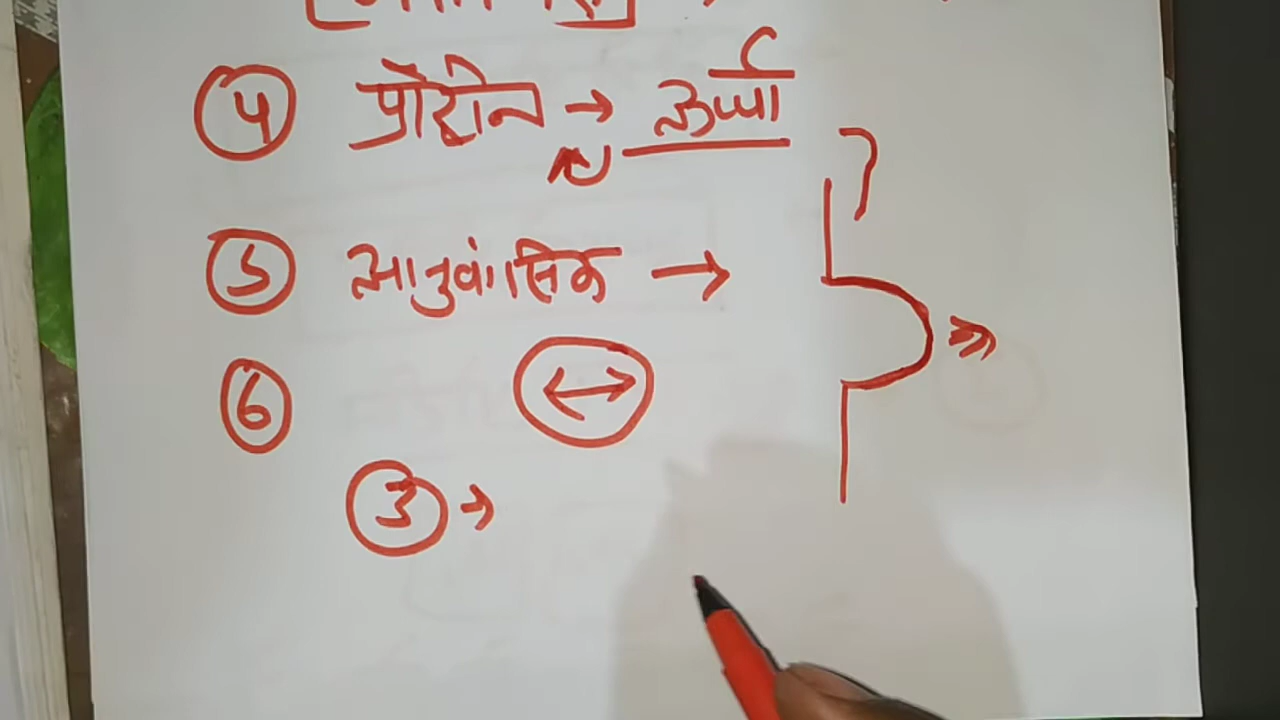 ④ प्रोटीन → ऊर्जा
⑤ आनुवांसिक →
⑥ ↔
③ →